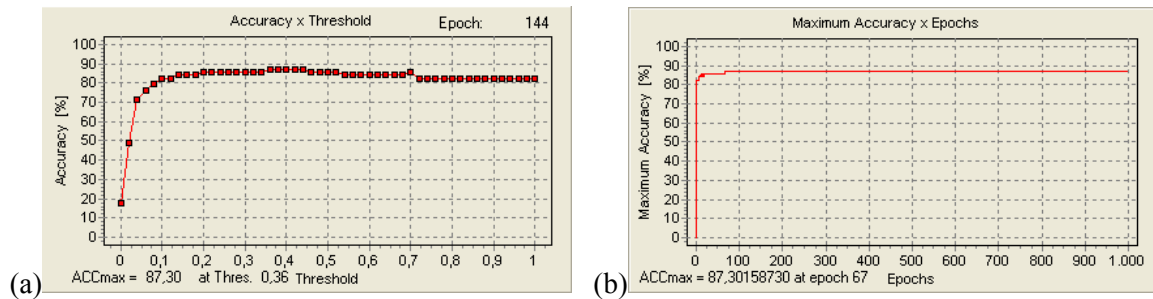 Accuracy x Threshold
Epoch: 144
Accuracy [%]
100
90
80
70
60
50
40
30
20
10
0
0 0,1 0,2 0,3 0,4 0,5 0,6 0,7 0,8 0,9 1
ACCmax = 87,30 at Thres. 0,36 Threshold
(a)
Maximum Accuracy x Epochs
Maximum Accuracy [%]
100
90
80
70
60
50
40
30
20
10
0
0 100 200 300 400 500 600 700 800 900 1.000
ACCmax = 87,30158730 at epoch 67 Epochs
(b)